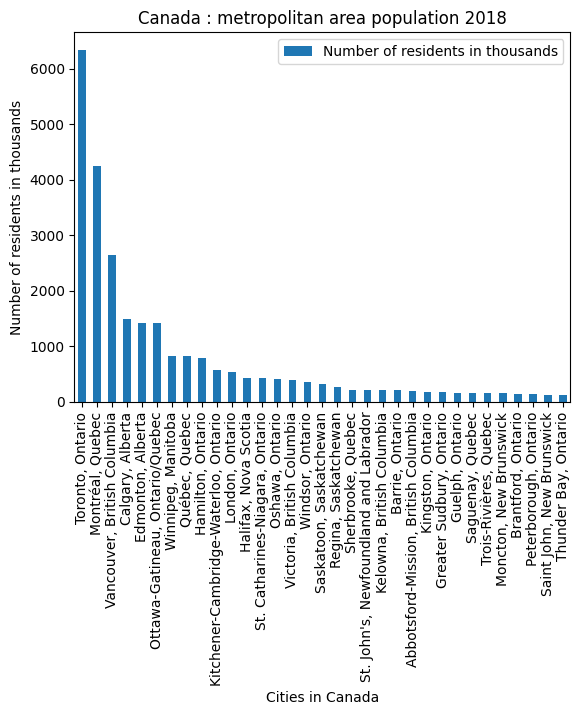 Canada : metropolitan area population 2018
Number of residents in thousands
Number of residents in thousands
6000
5000
4000
3000
2000
1000
0
Toronto, Ontario
Montréal, Quebec
Vancouver, British Columbia
Calgary, Alberta
Edmonton, Alberta
Ottawa-Gatineau, Ontario/Quebec
Winnipeg, Manitoba
Québec, Quebec
Hamilton, Ontario
Kitchener-Cambridge-Waterloo, Ontario
London, Ontario
Halifax, Nova Scotia
St. Catharines-Niagara, Ontario
Oshawa, Ontario
Victoria, British Columbia
Windsor, Ontario
Saskatoon, Saskatchewan
Regina, Saskatchewan
Sherbrooke, Quebec
St. John's, Newfoundland and Labrador
Kelowna, British Columbia
Barrie, Ontario
Abbotsford-Mission, British Columbia
Kingston, Ontario
Greater Sudbury, Ontario
Guelph, Ontario
Saguenay, Quebec
Trois-Rivières, Quebec
Moncton, New Brunswick
Brantford, Ontario
Peterborough, Ontario
Saint John, New Brunswick
Thunder Bay, Ontario
Cities in Canada